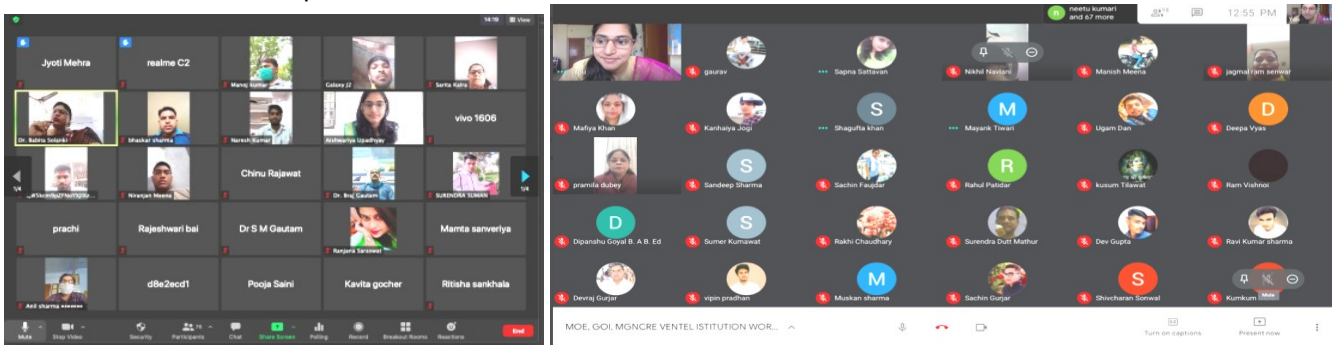 14:19 View
Jyoti Mehra
realme C2
Manoj kumar
Galaxy J2
Sarita Kalra
Dr. Babita Solanki
bhaskar sharma
Naresh Kumar
Aishwariya Upadhyay
vivo 1606
1/4
Niranjan Meena
Chinu Rajawat
Dr. Braj Gautam
SURENDRA SUMAN
1/4
prachi
Rajeshwari bai
Dr S M Gautam
Ranjana Saraswat
Mamta sanveriya
Anil sharma
d8e2ecd1
Pooja Saini
Kavita gocher
Ritisha sankhala
Mute
Stop Video
Security
Participants
Chat
Share Screen
Polling
Record
Breakout Rooms
Reactions
End
n
neetu kumari
and 67 more
12:55 PM
gaurav
Sapna Sattavan
Nikhil Navlani
Manish Meena
jagmal ram senwar
S
M
D
Mafiya Khan
Kanhaiya Jogi
Shagufta khan
Mayank Tiwari
Ugam Dan
Deepa Vyas
S
R
pramila dubey
Sandeep Sharma
Sachin Faujdar
Rahul Patidar
kusum Tilawat
Ram Vishnoi
D
S
Dipanshu Goyal B. A B. Ed
Sumer Kumawat
Rakhi Chaudhary
Surendra Dutt Mathur
Dev Gupta
Ravi Kumar sharma
M
S
Mute
Devraj Gurjar
vipin pradhan
Muskan sharma
Sachin Gurjar
Shivcharan Sonwal
Kumkum
MOE, GOI, MGNCRE VENTEL ISTITUTION WOR...
Turn on captions
Present now